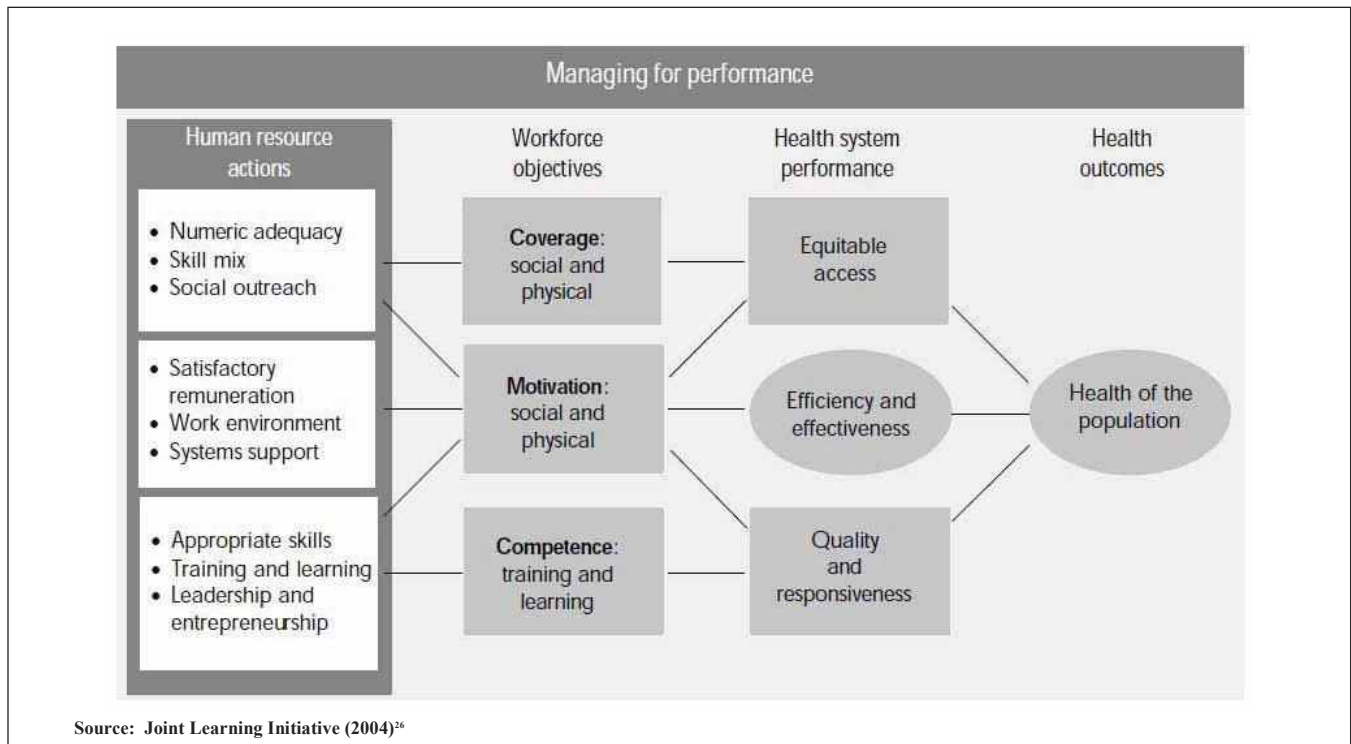 Managing for performance
Human resource
actions
Workforce
objectives
Health system
performance
Health
outcomes
• Numeric adequacy
• Skill mix
• Social outreach
Coverage:
social and
physical
Equitable
access
• Satisfactory
remuneration
• Work environment
• Systems support
Motivation:
social and
physical
Efficiency and
effectiveness
Health of the
population
• Appropriate skills
• Training and learning
• Leadership and
entrepreneurship
Competence:
training and
learning
Quality
and
responsiveness
Source: Joint Learning Initiative (2004)²⁶